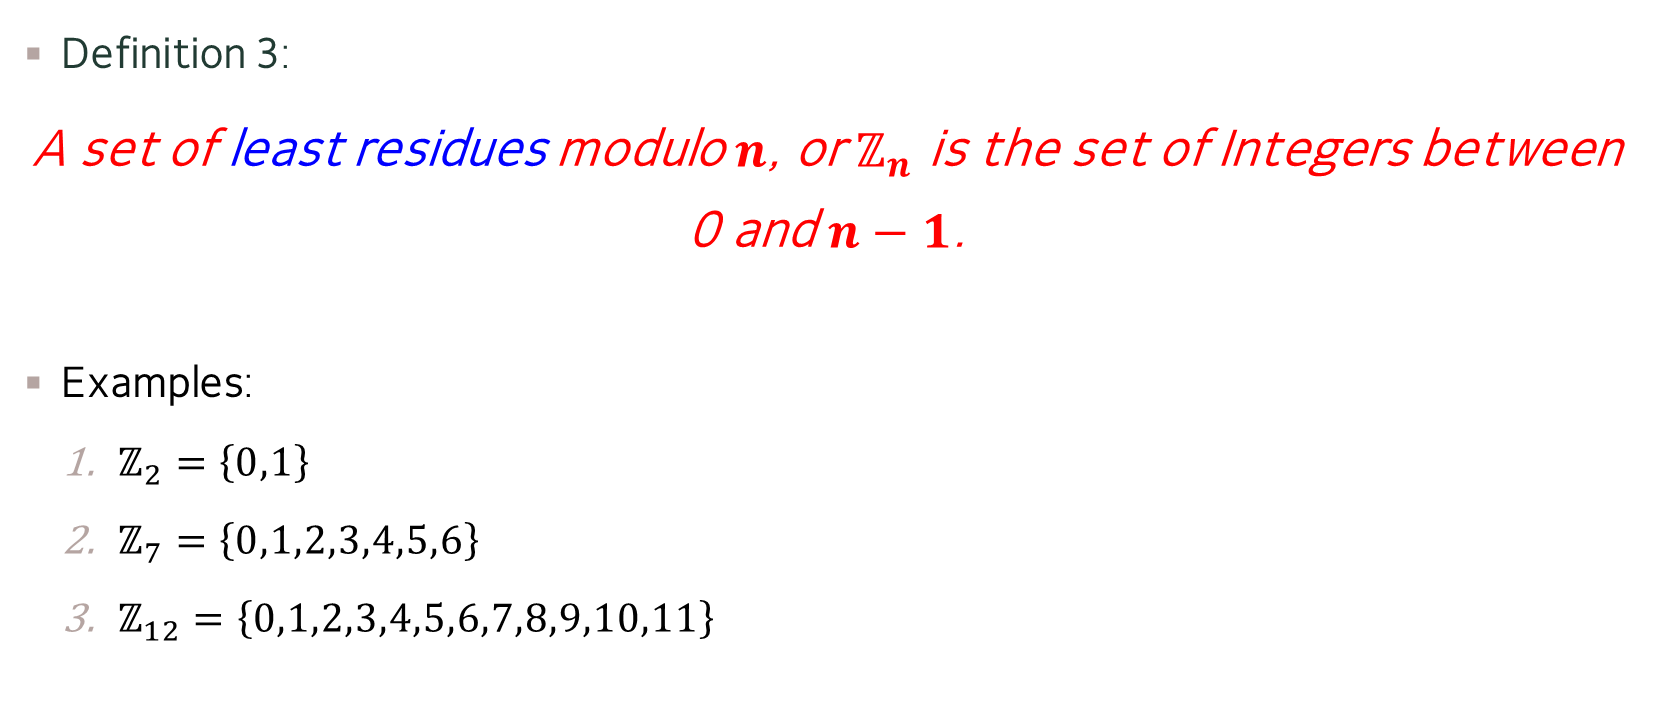 ▪ Definition 3:
A set of least residues modulo n, or ℤₙ is the set of Integers between
0 and n − 1.
▪ Examples:
1. ℤ₂ = {0,1}
2. ℤ₇ = {0,1,2,3,4,5,6}
3. ℤ₁₂ = {0,1,2,3,4,5,6,7,8,9,10,11}